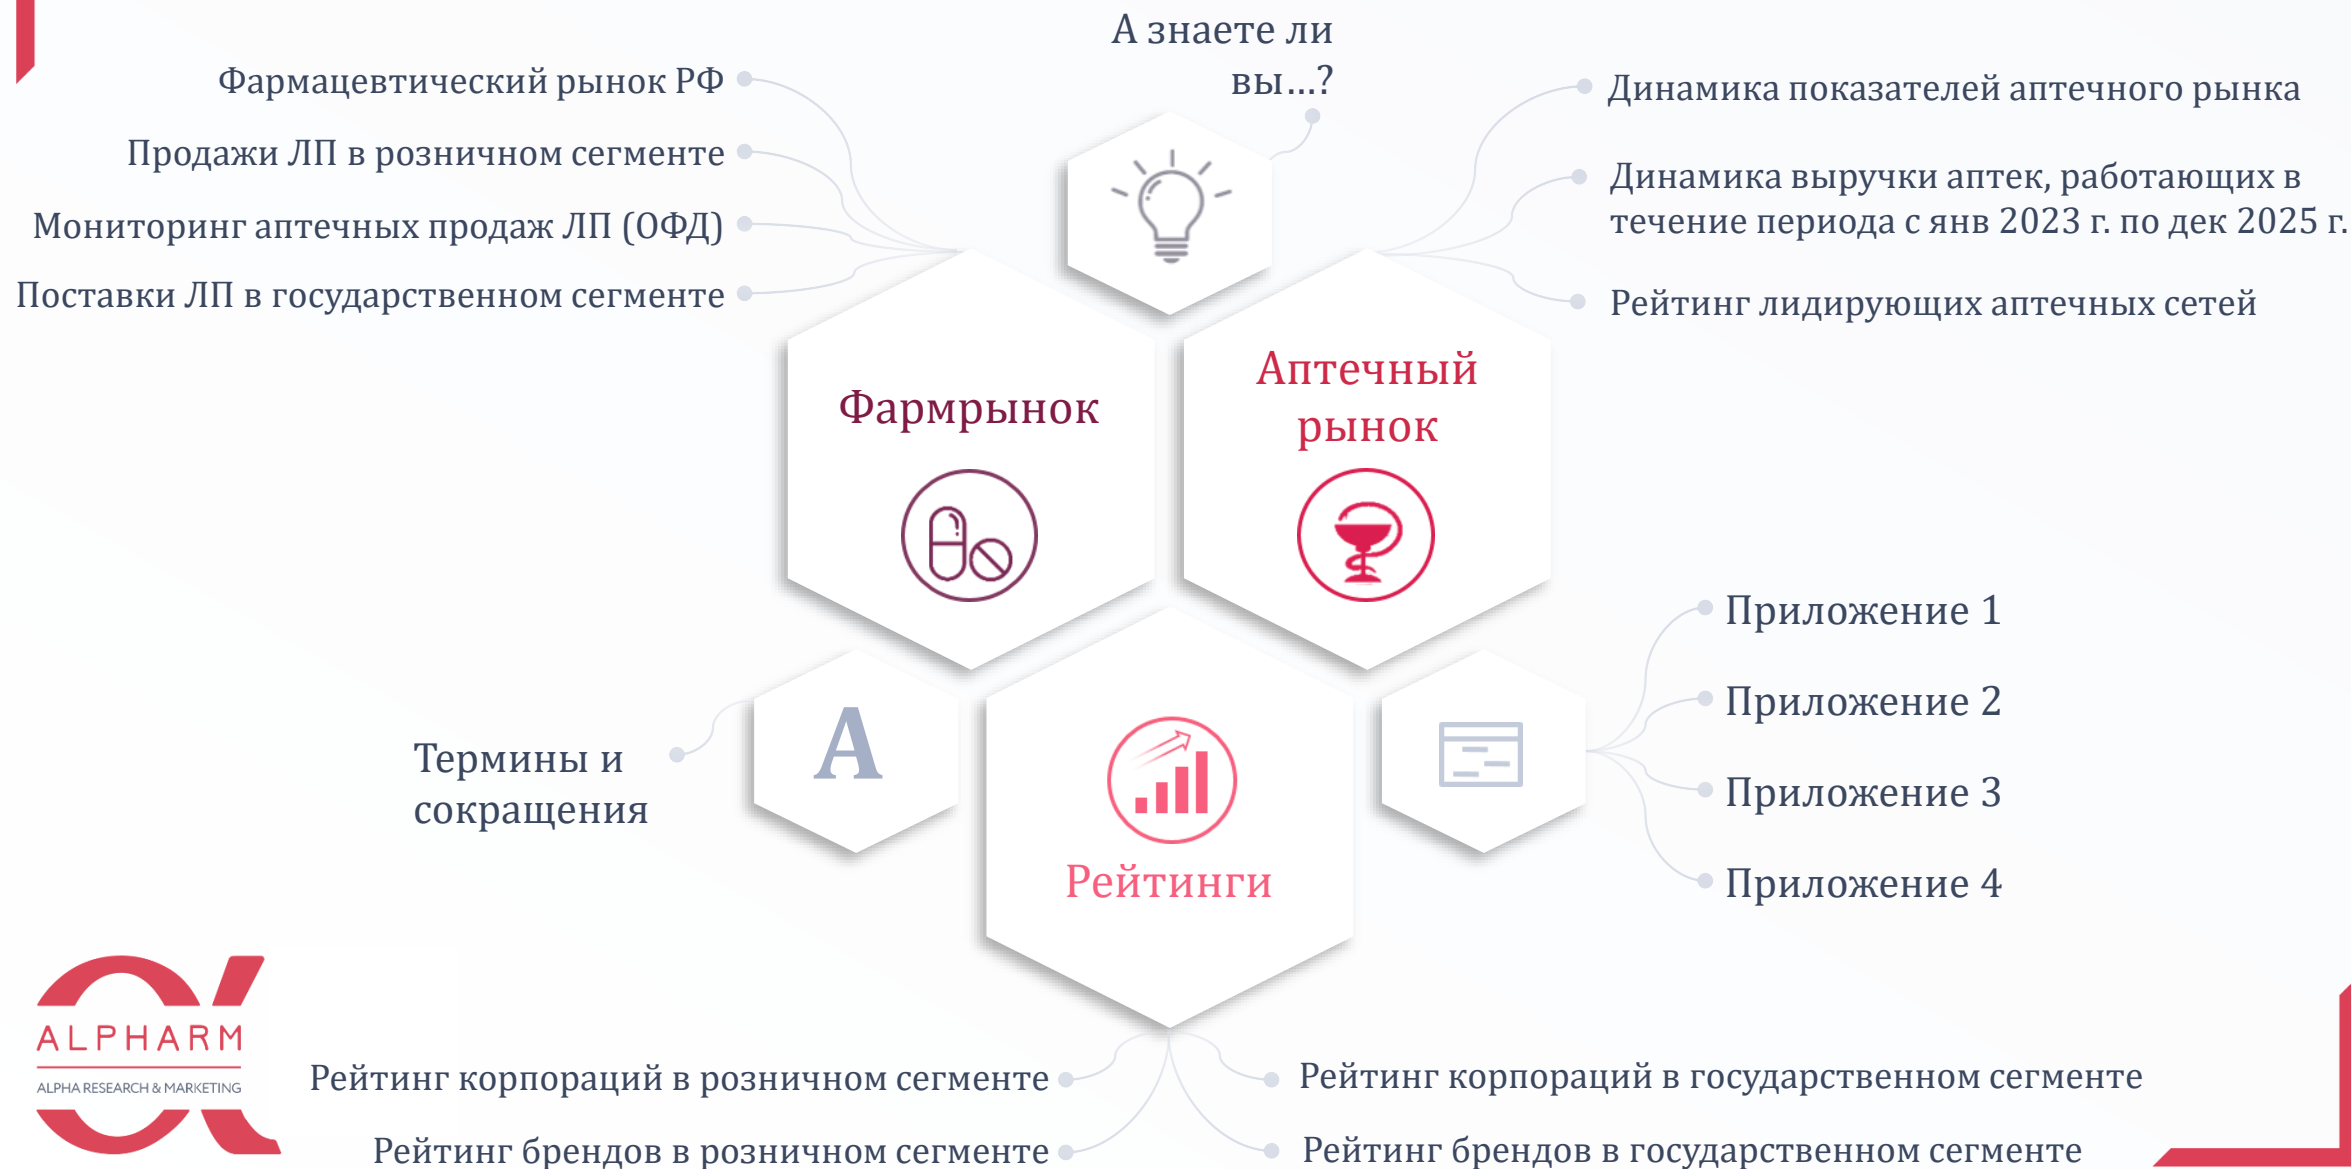 А знаете ли
вы...?
Фармацевтический рынок РФ
Продажи ЛП в розничном сегменте
Мониторинг аптечных продаж ЛП (ОФД)
Поставки ЛП в государственном сегменте
Динамика показателей аптечного рынка
Динамика выручки аптек, работающих в
течение периода с янв 2023 г. по дек 2025 г.
Рейтинг лидирующих аптечных сетей
Фармрынок
Аптечный
рынок
Термины и
сокращения
А
Рейтинги
Приложение 1
Приложение 2
Приложение 3
Приложение 4
ALPHARM
ALPHA RESEARCH & MARKETING
Рейтинг корпораций в розничном сегменте
Рейтинг брендов в розничном сегменте
Рейтинг корпораций в государственном сегменте
Рейтинг брендов в государственном сегменте